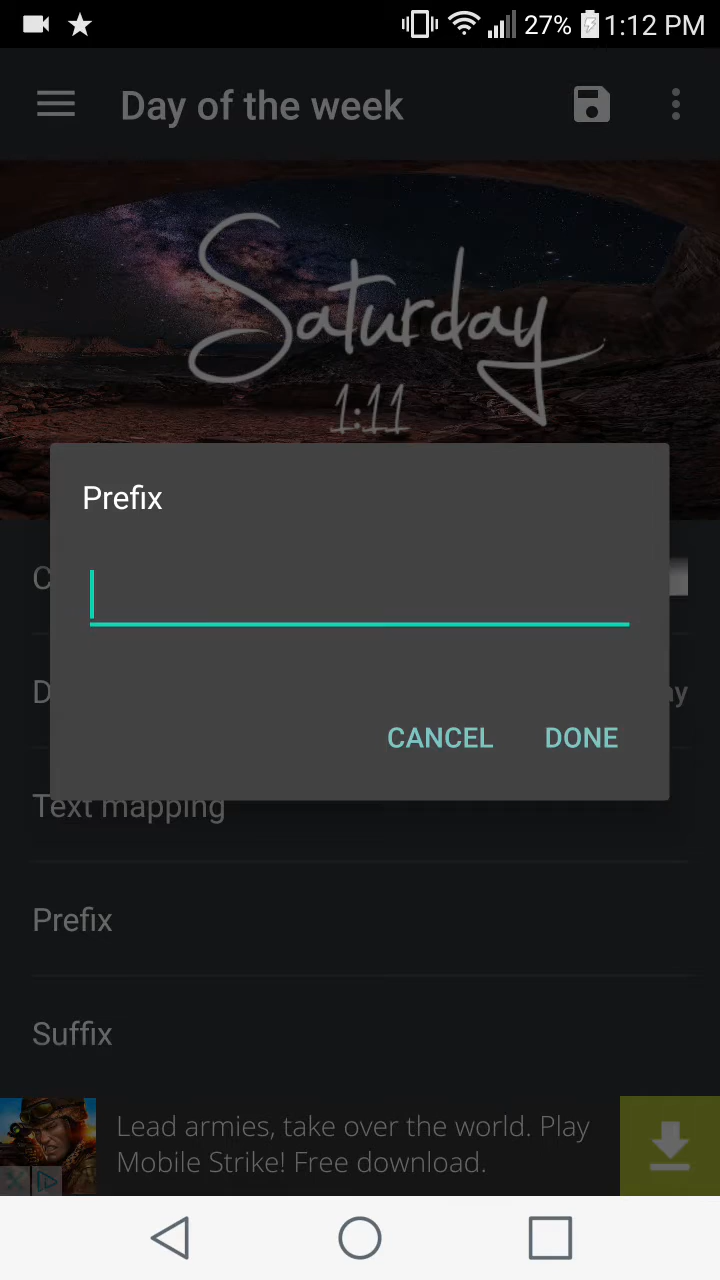 27% 1:12 PM
Day of the week
Saturday
1:11
Prefix
C
D
ay
CANCEL DONE
Text mapping
Prefix
Suffix
Lead armies, take over the world. Play
Mobile Strike! Free download.